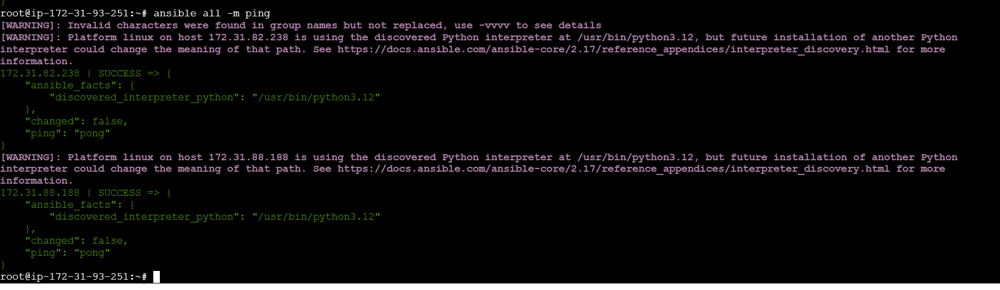 }
root@ip-172-31-93-251:~# ansible all -m ping
[WARNING]: Invalid characters were found in group names but not replaced, use -vvvv to see details
[WARNING]: Platform linux on host 172.31.82.238 is using the discovered Python interpreter at /usr/bin/python3.12, but future installation of another Python
interpreter could change the meaning of that path. See https://docs.ansible.com/ansible-core/2.17/reference_appendices/interpreter_discovery.html for more
information.
172.31.82.238 | SUCCESS => {
    "ansible_facts": {
        "discovered_interpreter_python": "/usr/bin/python3.12"
    },
    "changed": false,
    "ping": "pong"
}
[WARNING]: Platform linux on host 172.31.88.188 is using the discovered Python interpreter at /usr/bin/python3.12, but future installation of another Python
interpreter could change the meaning of that path. See https://docs.ansible.com/ansible-core/2.17/reference_appendices/interpreter_discovery.html for more
information.
172.31.88.188 | SUCCESS => {
    "ansible_facts": {
        "discovered_interpreter_python": "/usr/bin/python3.12"
    },
    "changed": false,
    "ping": "pong"
}
root@ip-172-31-93-251:~#